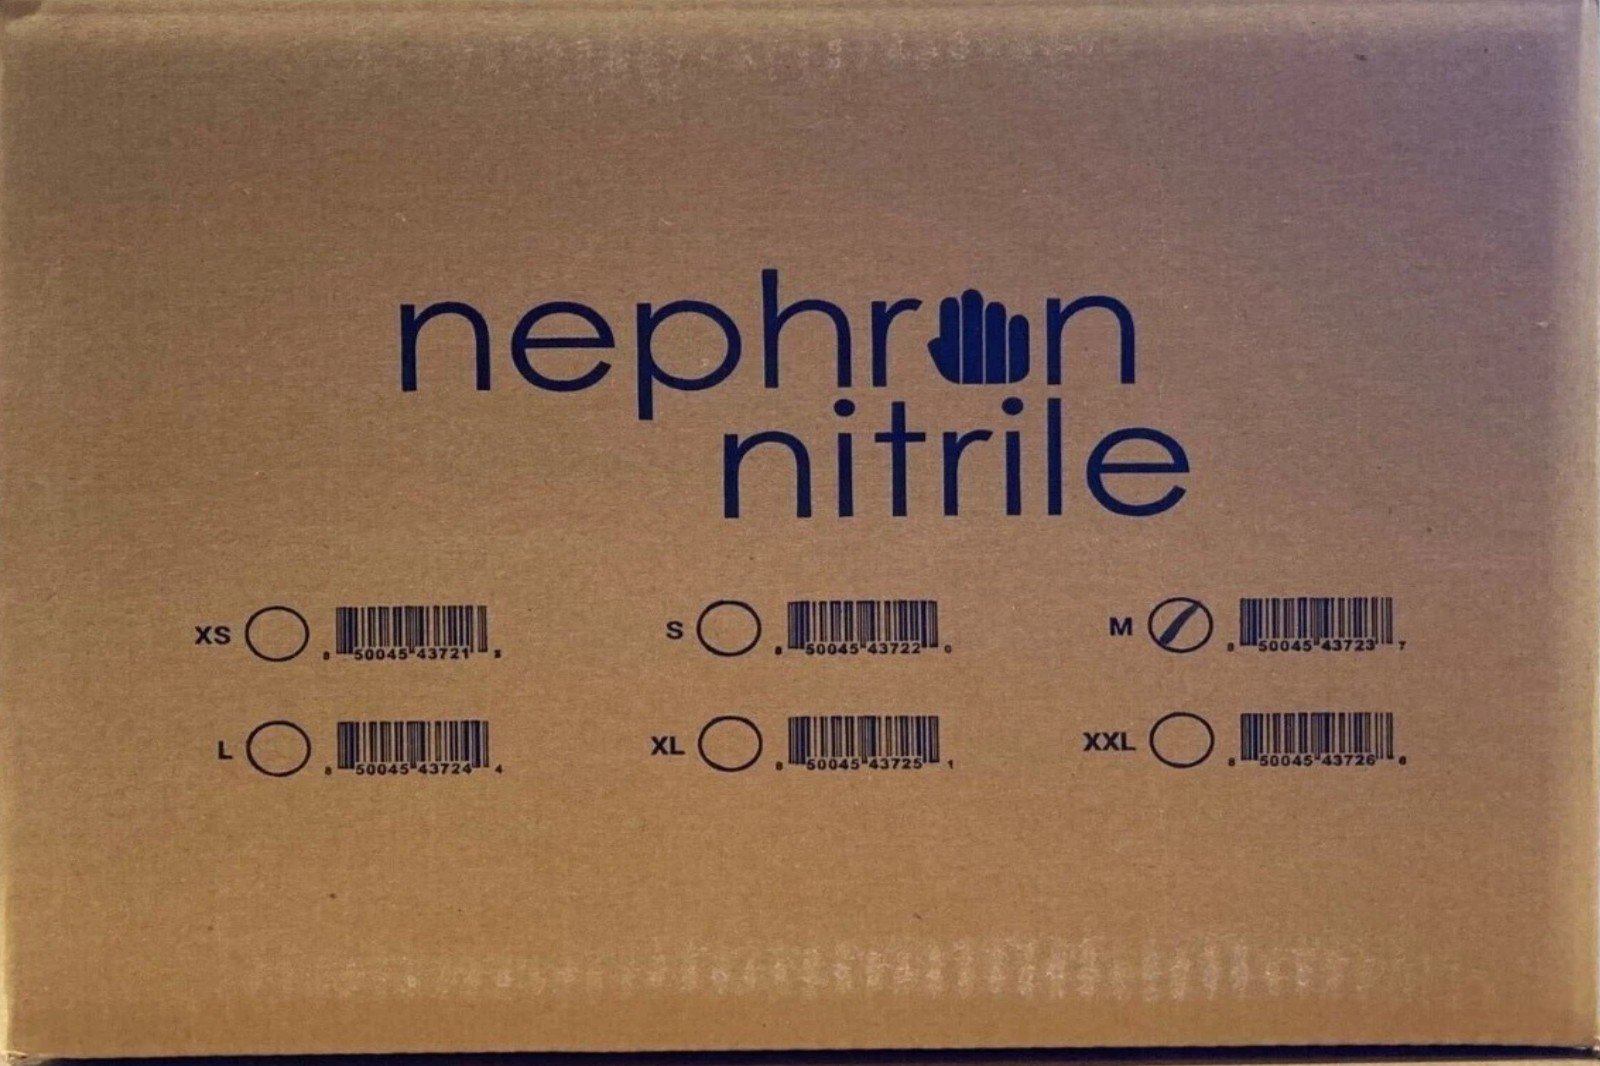 nephron
nitrile
XS 8 50045 43721 3
S 8 50045 43722 0
M 8 50045 43723 7
L 8 50045 43724 4
XL 8 50045 43725 1
XXL 8 50045 43726 8